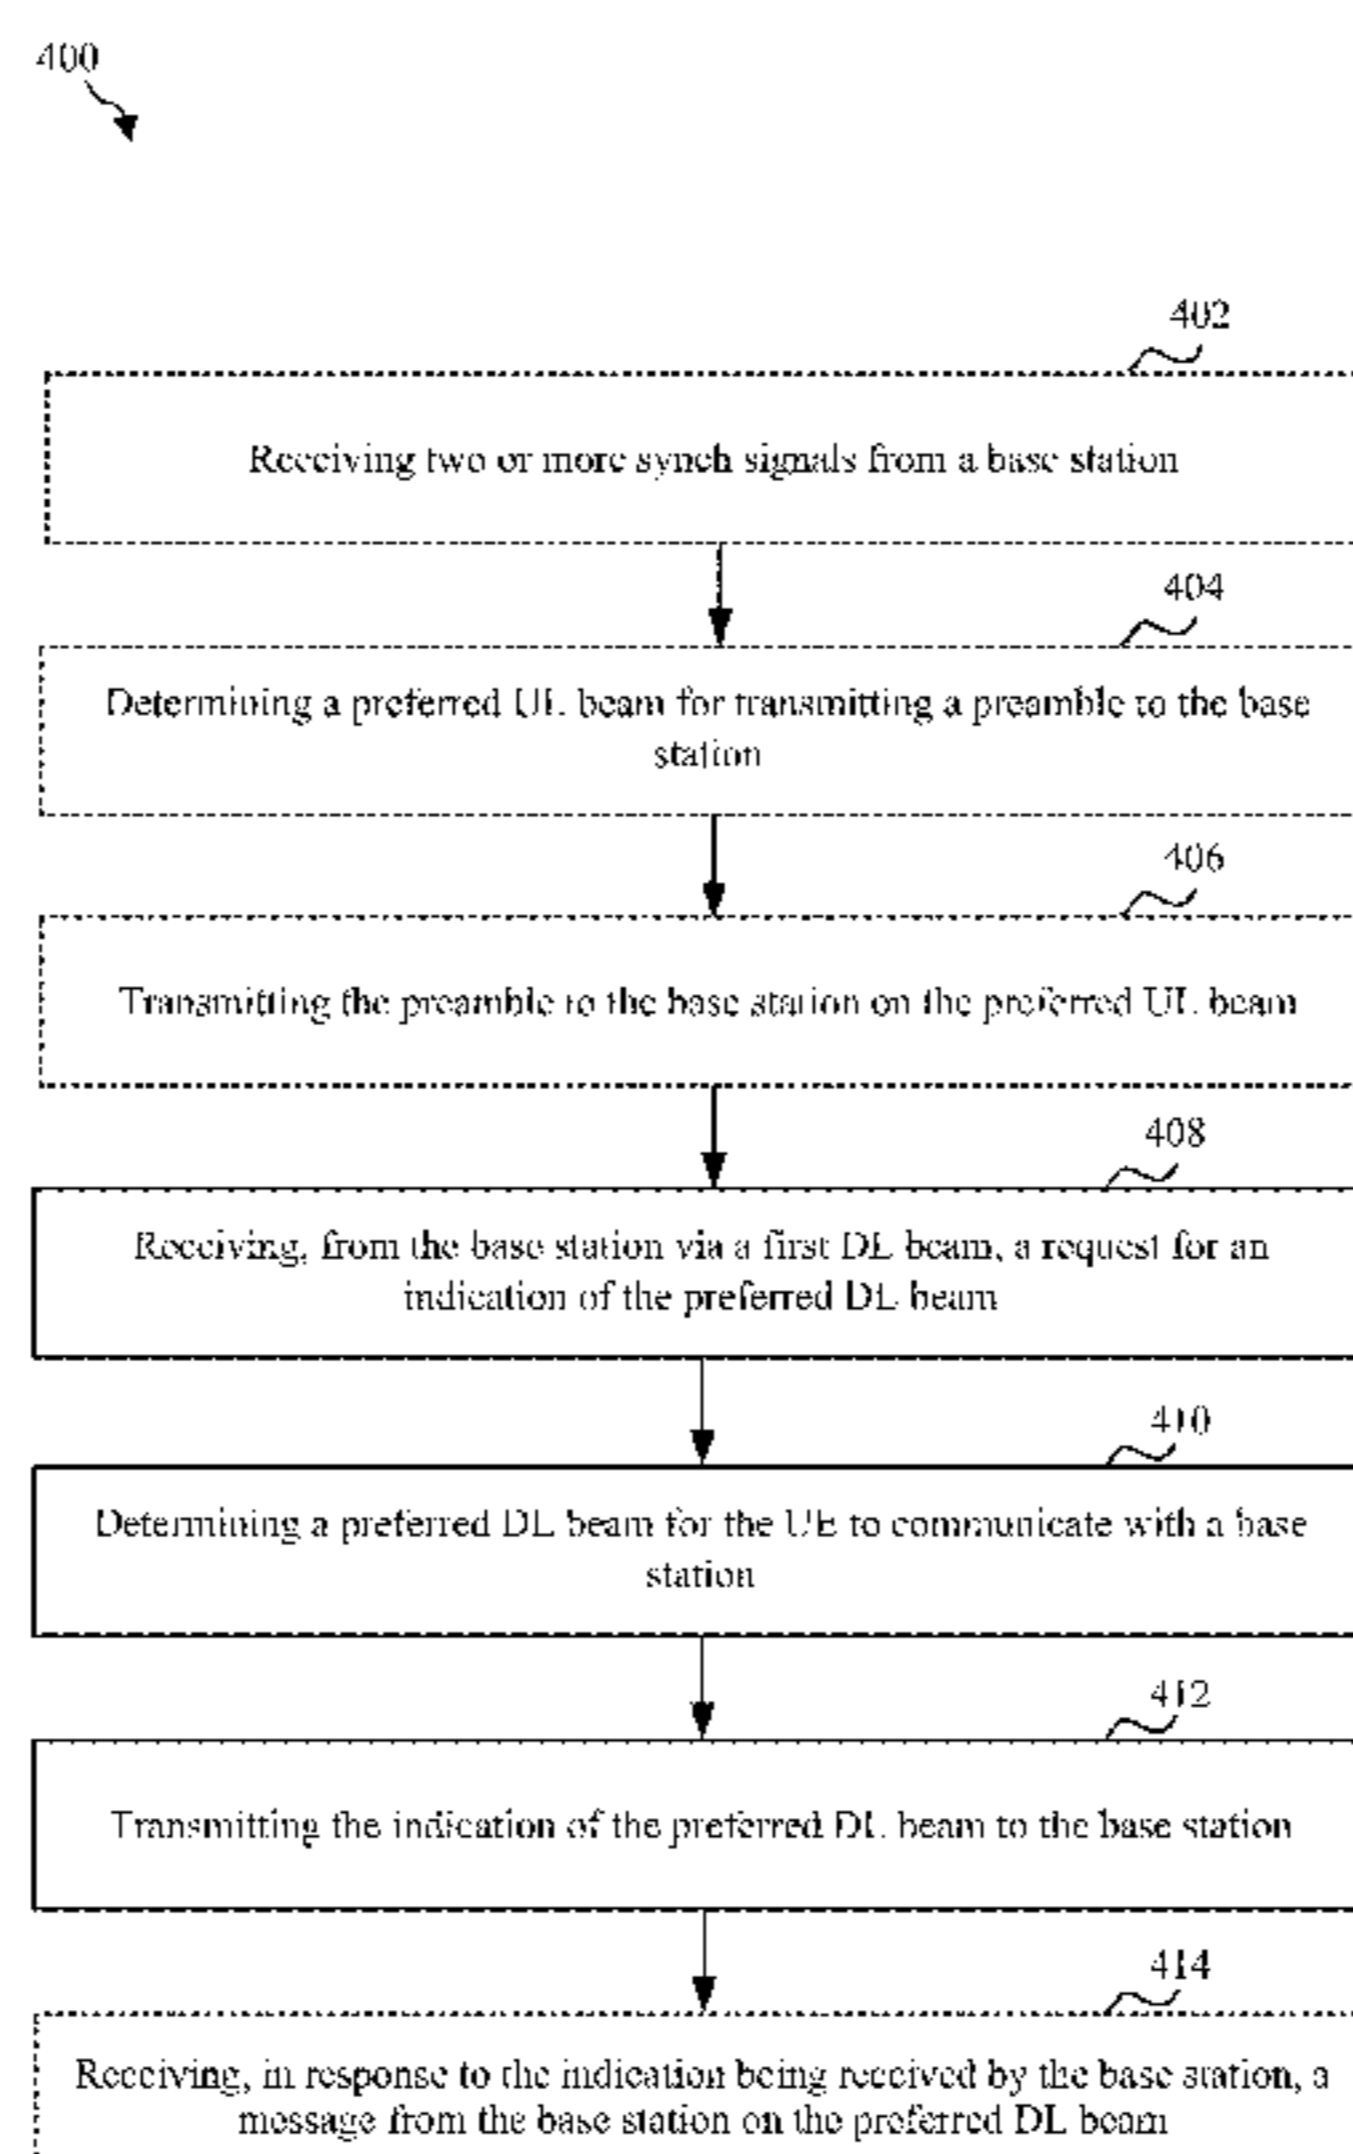 400
402
Receiving two or more synch signals from a base station
404
Determining a preferred UL beam for transmitting a preamble to the base
station
406
Transmitting the preamble to the base station on the preferred UL beam
408
Receiving, from the base station via a first DL beam, a request for an
indication of the preferred DL beam
410
Determining a preferred DL beam for the UE to communicate with a base
station
412
Transmitting the indication of the preferred DL beam to the base station
414
Receiving, in response to the indication being received by the base station, a
message from the base station on the preferred DL beam